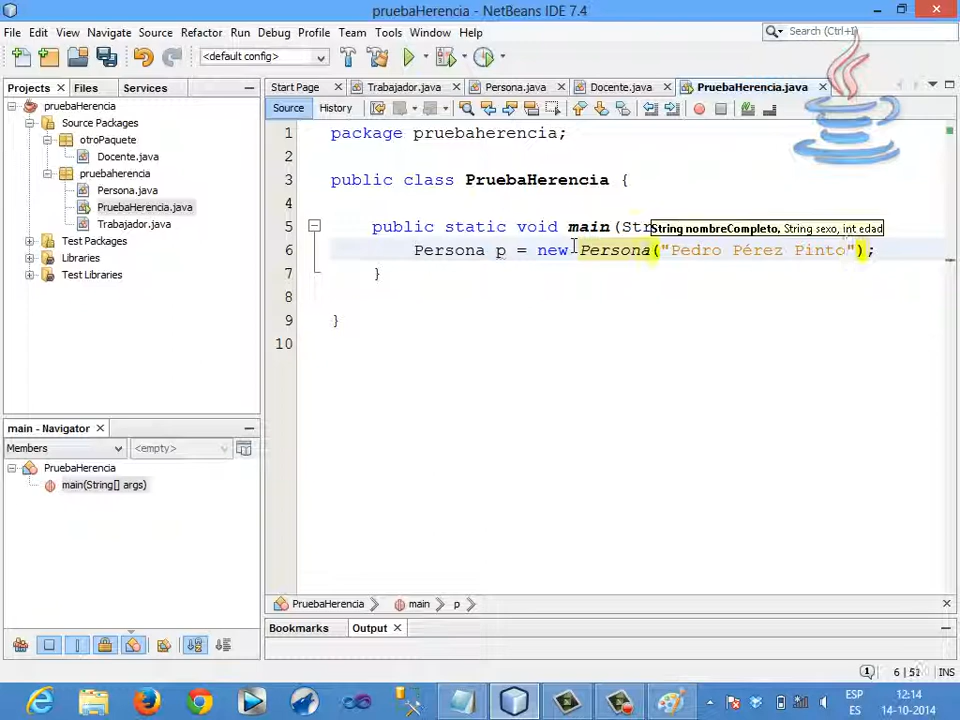 pruebaHerencia - NetBeans IDE 7.4
File Edit View Navigate Source Refactor Run Debug Profile Team Tools Window Help
Search (Ctrl+I)
<default config>
Projects Files Services
Start Page Trabajador.java Persona.java Docente.java PruebaHerencia.java
Source History
pruebaHerencia
Source Packages
otroPaquete
Docente.java
pruebaherencia
Persona.java
PruebaHerencia.java
Trabajador.java
Test Packages
Libraries
Test Libraries
1 package pruebaherencia;
2
3 public class PruebaHerencia {
4
5 public static void main(Str
String nombreCompleto, String sexo, int edad
6 Persona p = new Persona("Pedro Pérez Pinto");
7 }
8
9 }
10
main - Navigator
Members <empty>
PruebaHerencia
main(String[] args)
PruebaHerencia main p
Bookmarks Output
1 INS
ESP 12:14
ES 14-10-2014